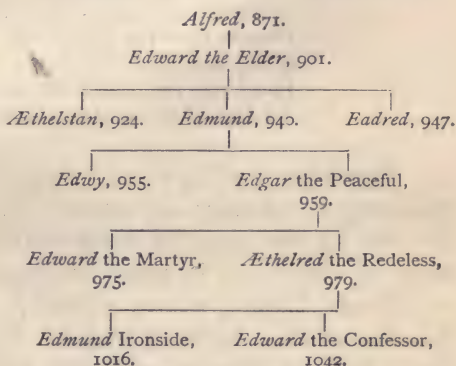 Alfred, 871.
Edward the Elder, 901.
Æthelstan, 924. Edmund, 940. Eadred, 947.
Edwy, 955. Edgar the Peaceful,
959.
Edward the Martyr, Æthelred the Redeless,
975. 979.
Edmund Ironside, Edward the Confessor,
1016. 1042.